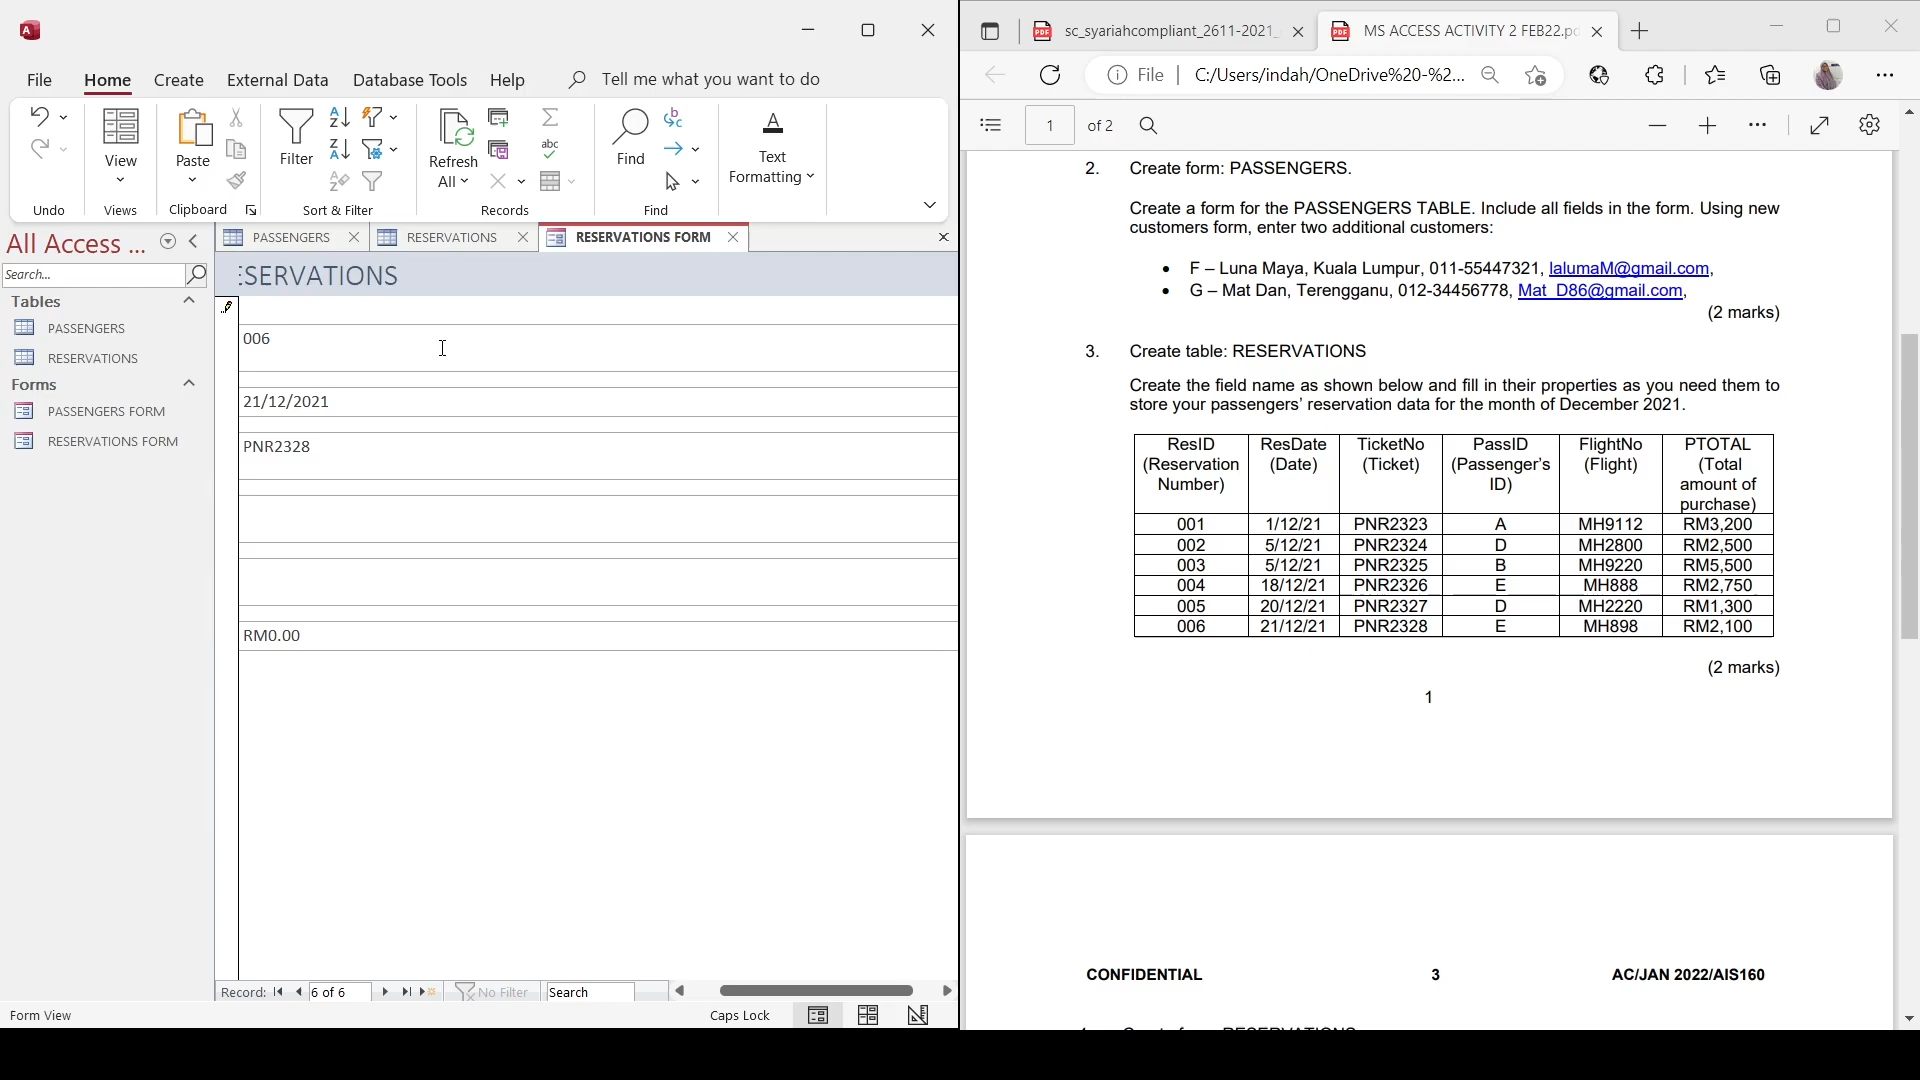 File Home Create External Data Database Tools Help Tell me what you want to do
View
Paste
Filter
Refresh
All
Find
Text
Formatting
Undo Views Clipboard Sort & Filter Records Find
All Access ...
Search...
Tables
PASSENGERS
RESERVATIONS
Forms
PASSENGERS FORM
RESERVATIONS FORM
PASSENGERS RESERVATIONS RESERVATIONS FORM
ESERVATIONS
006
21/12/2021
PNR2328
RM0.00
Record: 6 of 6 No Filter Search
Form View Caps Lock
sc_syariahcompliant_2611-2021_ MS ACCESS ACTIVITY 2 FEB22.pd
File C:/Users/indah/OneDrive%20-%2...
1 of 2
2. Create form: PASSENGERS.
Create a form for the PASSENGERS TABLE. Include all fields in the form. Using new
customers form, enter two additional customers:
• F – Luna Maya, Kuala Lumpur, 011-55447321, lalumaM@gmail.com,
• G – Mat Dan, Terengganu, 012-34456778, Mat_D86@gmail.com,
(2 marks)
3. Create table: RESERVATIONS
Create the field name as shown below and fill in their properties as you need them to
store your passengers' reservation data for the month of December 2021.
ResID ResDate TicketNo PassID FlightNo PTOTAL
(Reservation (Date) (Ticket) (Passenger's (Flight) (Total
Number) ID) amount of
purchase)
001 1/12/21 PNR2323 A MH9112 RM3,200
002 5/12/21 PNR2324 D MH2800 RM2,500
003 5/12/21 PNR2325 B MH9220 RM5,500
004 18/12/21 PNR2326 E MH888 RM2,750
005 20/12/21 PNR2327 D MH2220 RM1,300
006 21/12/21 PNR2328 E MH898 RM2,100
(2 marks)
1
CONFIDENTIAL 3 AC/JAN 2022/AIS160